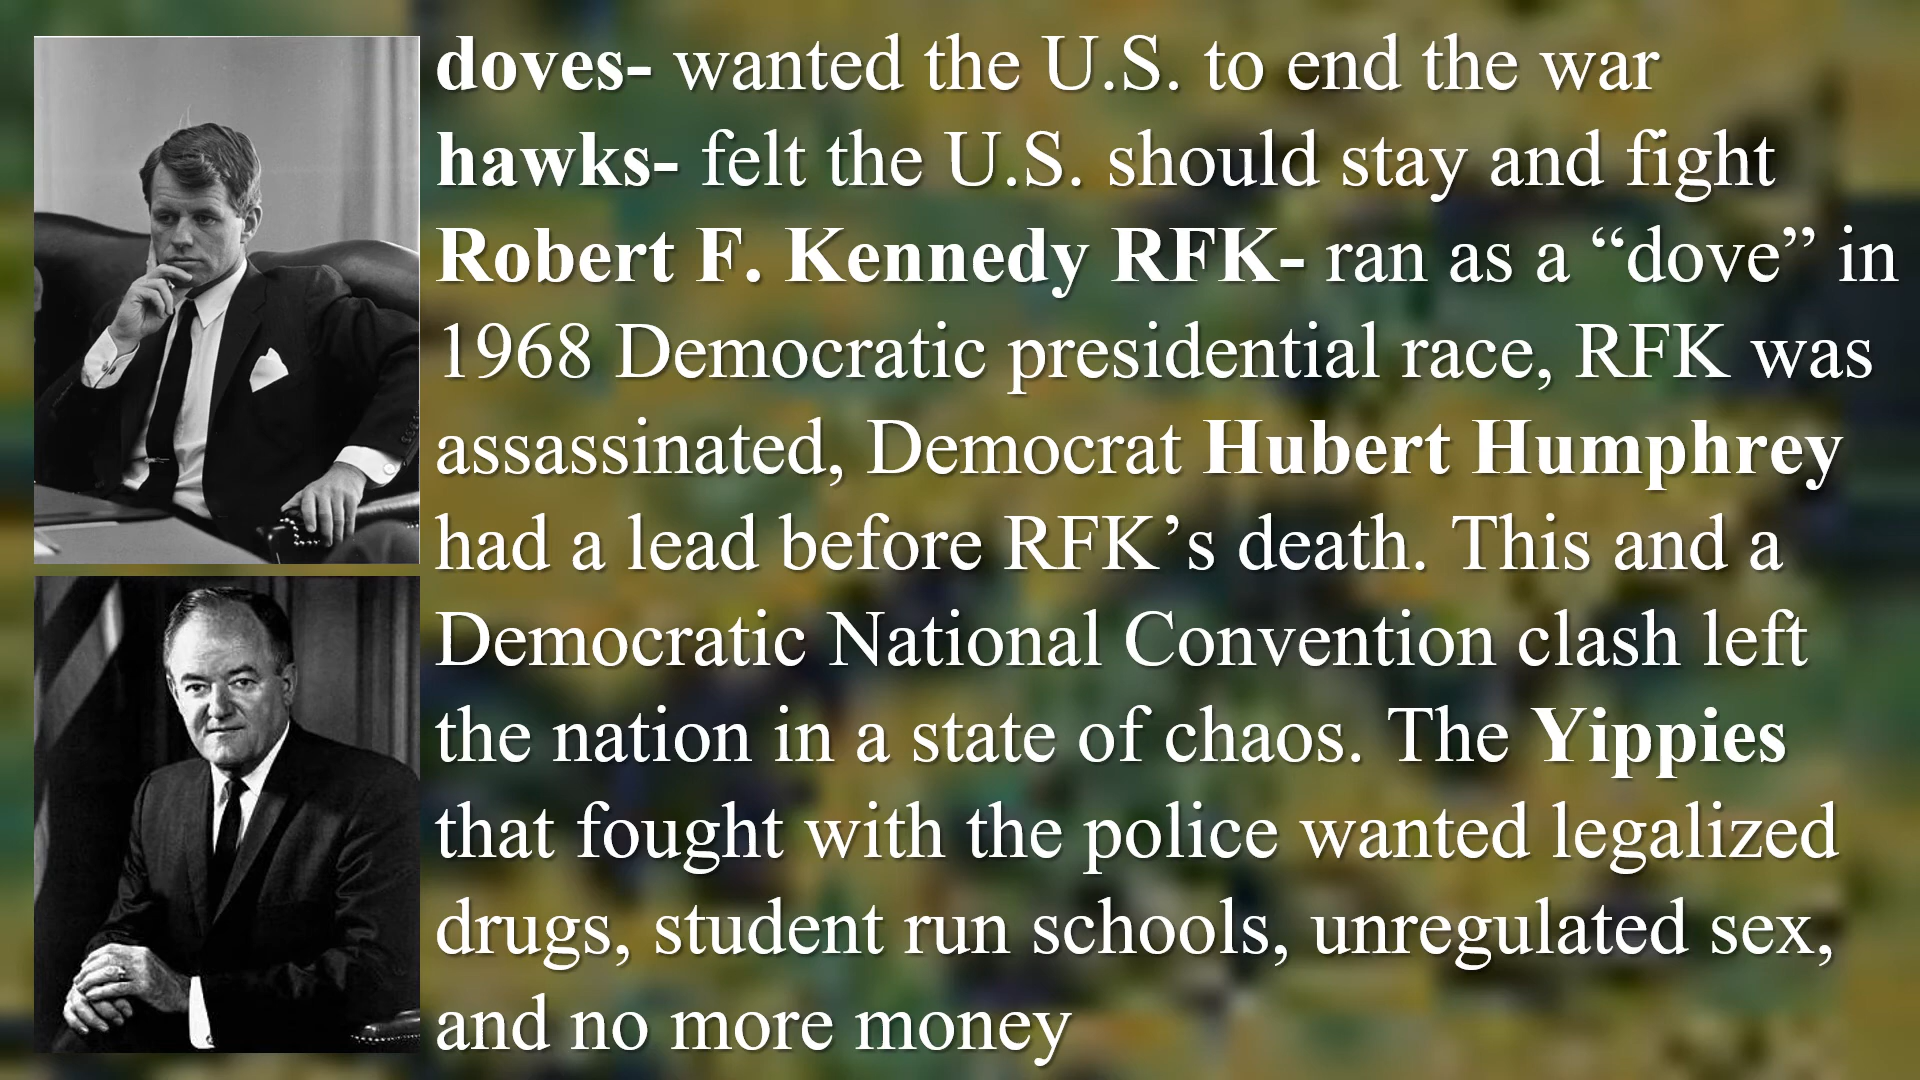 doves- wanted the U.S. to end the war
hawks- felt the U.S. should stay and fight
Robert F. Kennedy RFK- ran as a “dove” in
1968 Democratic presidential race, RFK was
assassinated, Democrat Hubert Humphrey
had a lead before RFK’s death. This and a
Democratic National Convention clash left
the nation in a state of chaos. The Yippies
that fought with the police wanted legalized
drugs, student run schools, unregulated sex,
and no more money